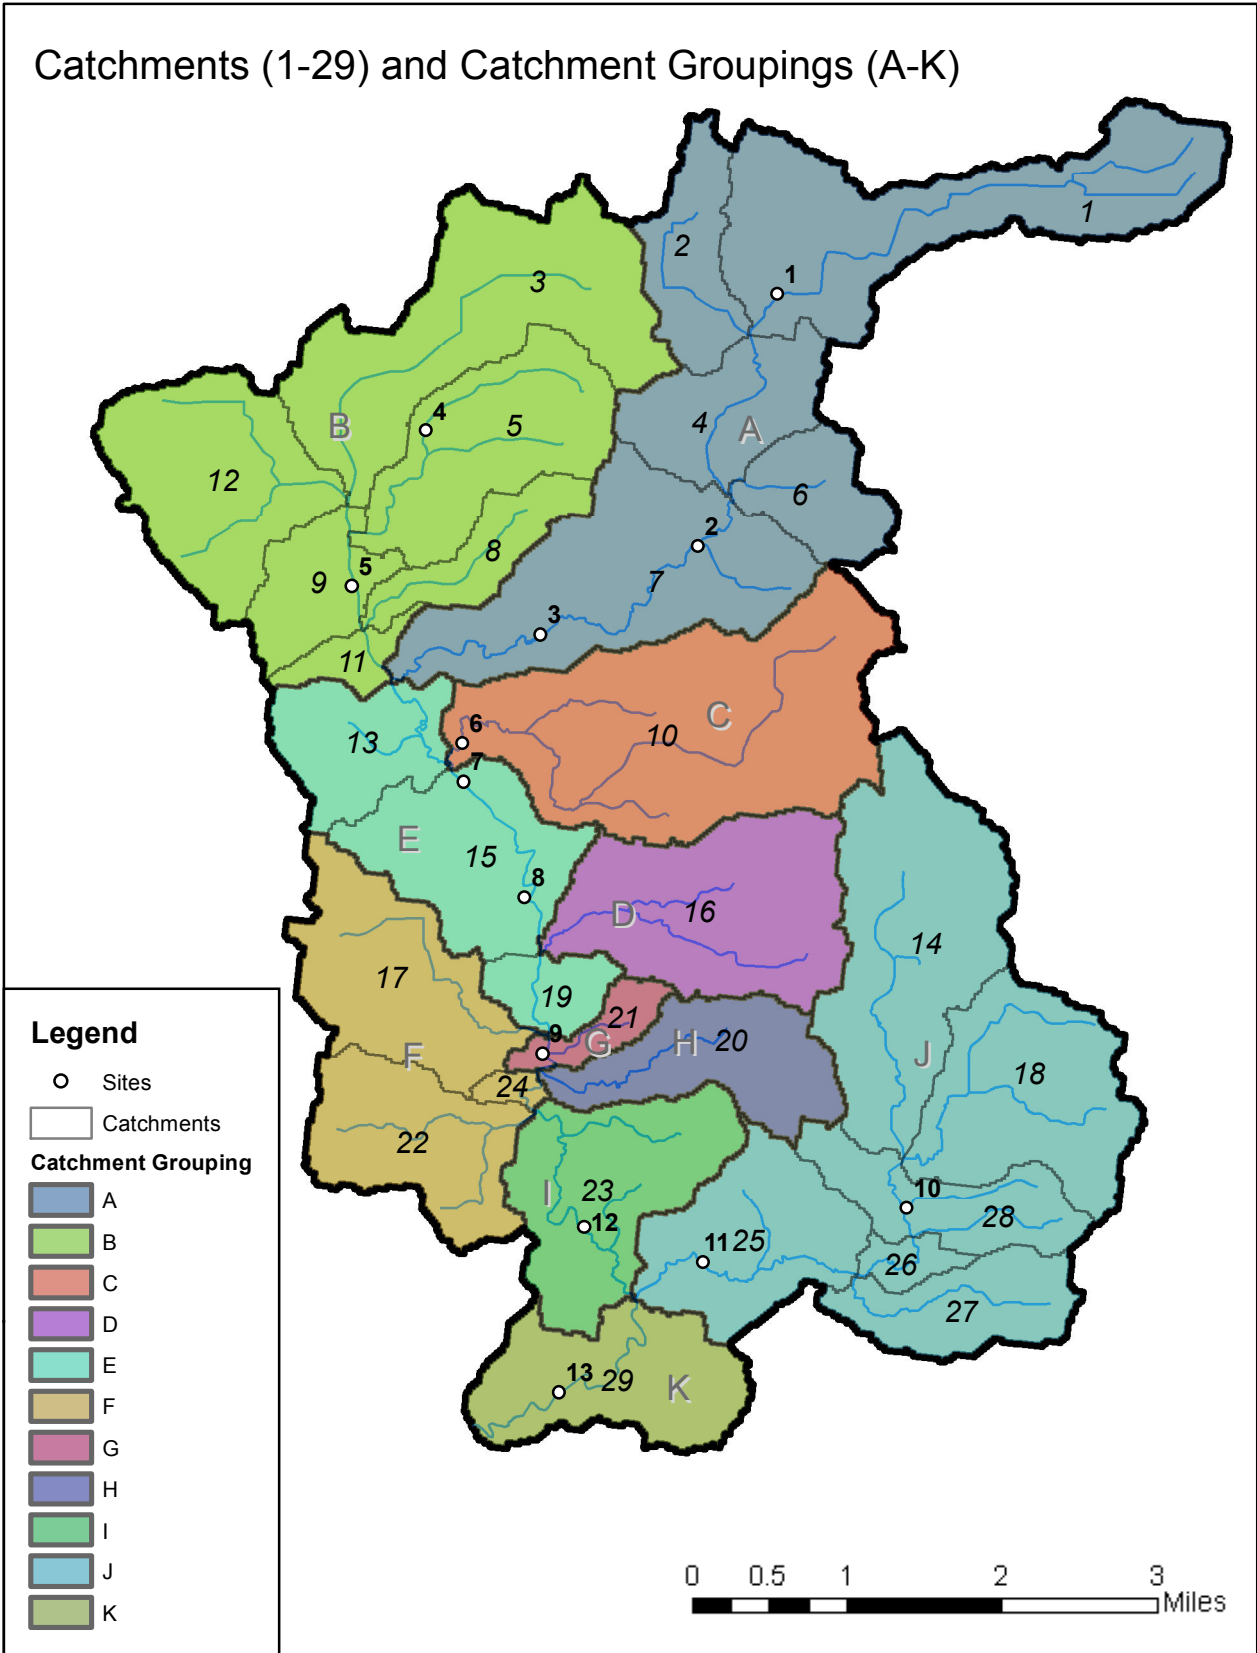 Catchments (1-29) and Catchment Groupings (A-K)
1
2
1
3
4
B
5
4
A
12
6
2
8
5
9
7
3
11
C
6
10
13
7
E
15
8
D
16
14
17
19
21
9
G
H
20
J
18
F
24
22
I
23
10
28
12
11
25
26
27
13
29
K
Legend
Sites
Catchments
Catchment Grouping
A
B
C
D
E
F
G
H
I
J
K
0 0.5 1 2 3
Miles